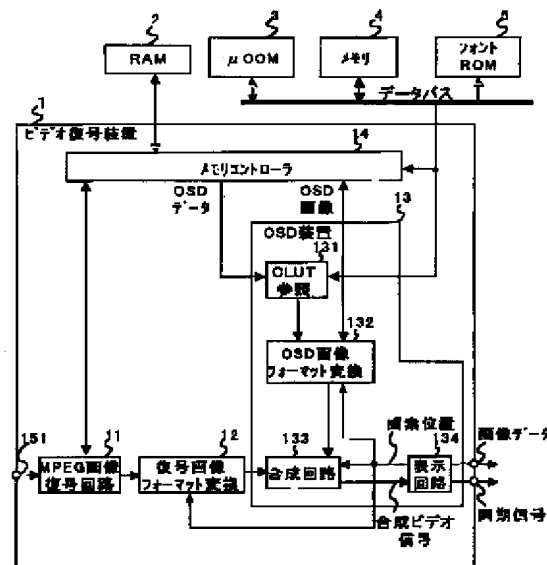 2
3
4
5
RAM
μOOM
メモリ
フォント
ROM
データバス
1
ビデオ復号装置
14
メモリコントローラ
OSD
データ
OSD
画像
13
OSD装置
131
CLUT
参照
132
OSD画像
フォーマット変換
151
11
12
133
画素位置
134
画像データ
MPEG画像
復号回路
復号画像
フォーマット変換
合成回路
表示
回路
合成ビデオ
信号
同期信号